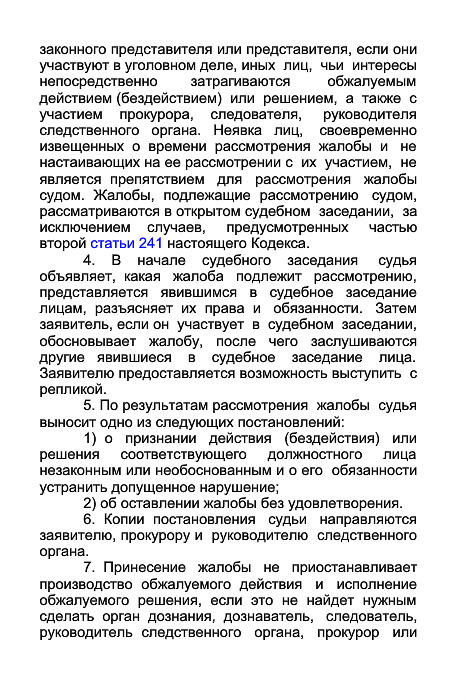 законного представителя или представителя, если они
участвуют в уголовном деле, иных лиц, чьи интересы
непосредственно затрагиваются обжалуемым
действием (бездействием) или решением, а также с
участием прокурора, следователя, руководителя
следственного органа. Неявка лиц, своевременно
извещенных о времени рассмотрения жалобы и не
настаивающих на ее рассмотрении с их участием, не
является препятствием для рассмотрения жалобы
судом. Жалобы, подлежащие рассмотрению судом,
рассматриваются в открытом судебном заседании, за
исключением случаев, предусмотренных частью
второй статьи 241 настоящего Кодекса.
4. В начале судебного заседания судья
объявляет, какая жалоба подлежит рассмотрению,
представляется явившимся в судебное заседание
лицам, разъясняет их права и обязанности. Затем
заявитель, если он участвует в судебном заседании,
обосновывает жалобу, после чего заслушиваются
другие явившиеся в судебное заседание лица.
Заявителю предоставляется возможность выступить с
репликой.
5. По результатам рассмотрения жалобы судья
выносит одно из следующих постановлений:
1) о признании действия (бездействия) или
решения соответствующего должностного лица
незаконным или необоснованным и о его обязанности
устранить допущенное нарушение;
2) об оставлении жалобы без удовлетворения.
6. Копии постановления судьи направляются
заявителю, прокурору и руководителю следственного
органа.
7. Принесение жалобы не приостанавливает
производство обжалуемого действия и исполнение
обжалуемого решения, если это не найдет нужным
сделать орган дознания, дознаватель, следователь,
руководитель следственного органа, прокурор или